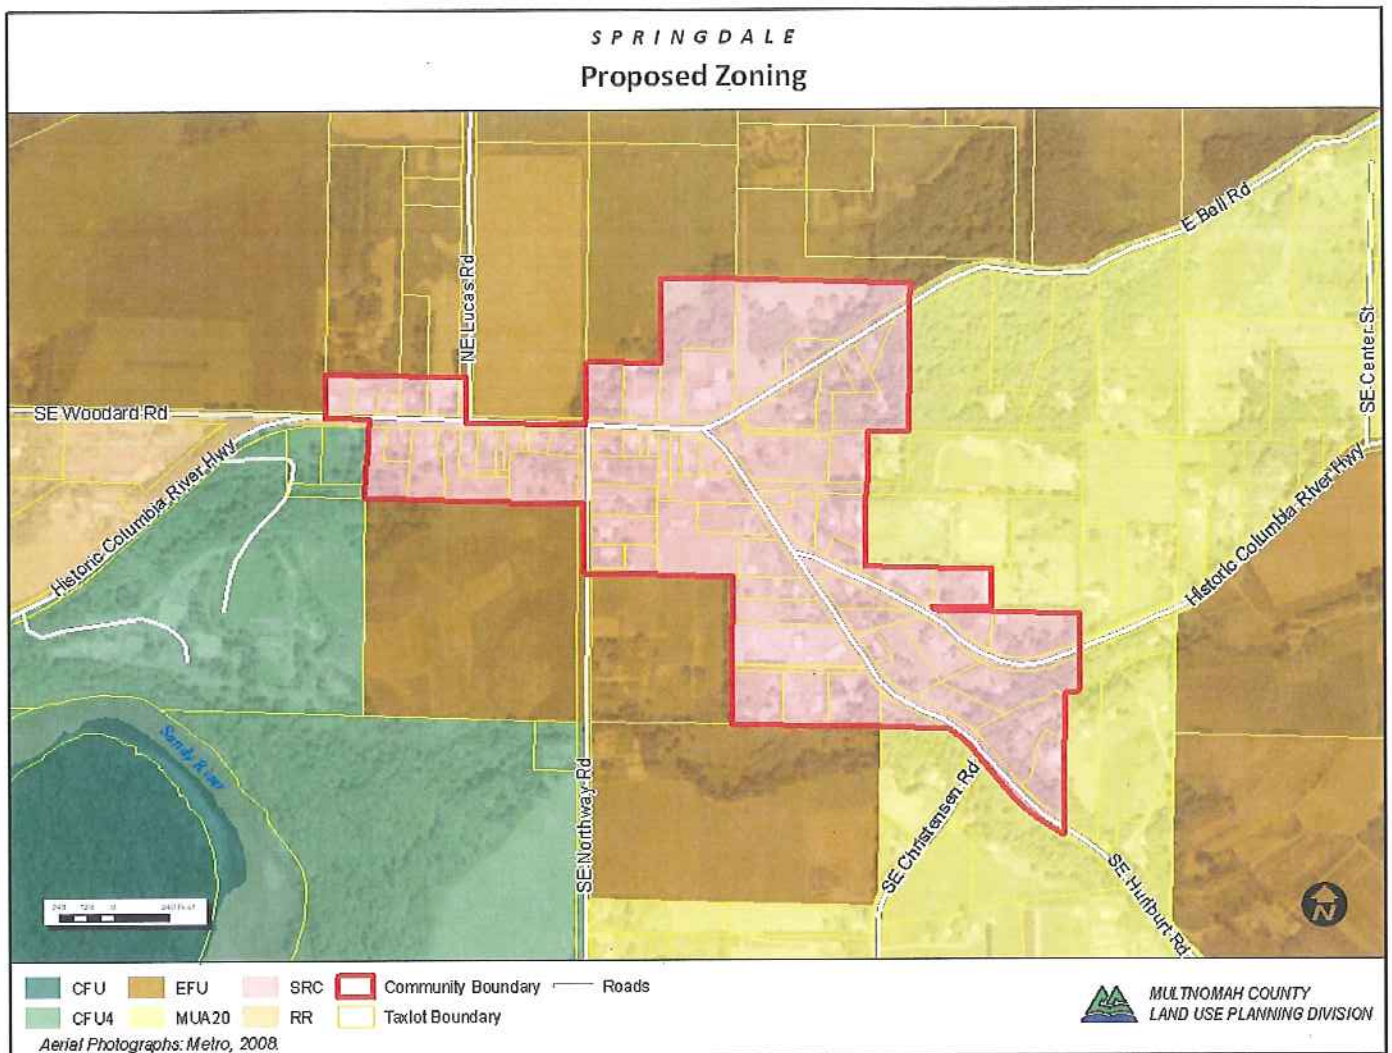 SPRINGDALE
Proposed Zoning
E Bell Rd
NE Lucas Rd
SE Center St
SE Woodard Rd
Historic Columbia River Hwy
Historic Columbia River Hwy
Sandy River
SE Northway Rd
SE Christensen Rd
SE Hurlburt Rd
N
CFU
EFU
SRC
Community Boundary
Roads
CFU4
MUA20
RR
Taxlot Boundary
MULTNOMAH COUNTY
LAND USE PLANNING DIVISION
Aerial Photographs: Metro, 2008.